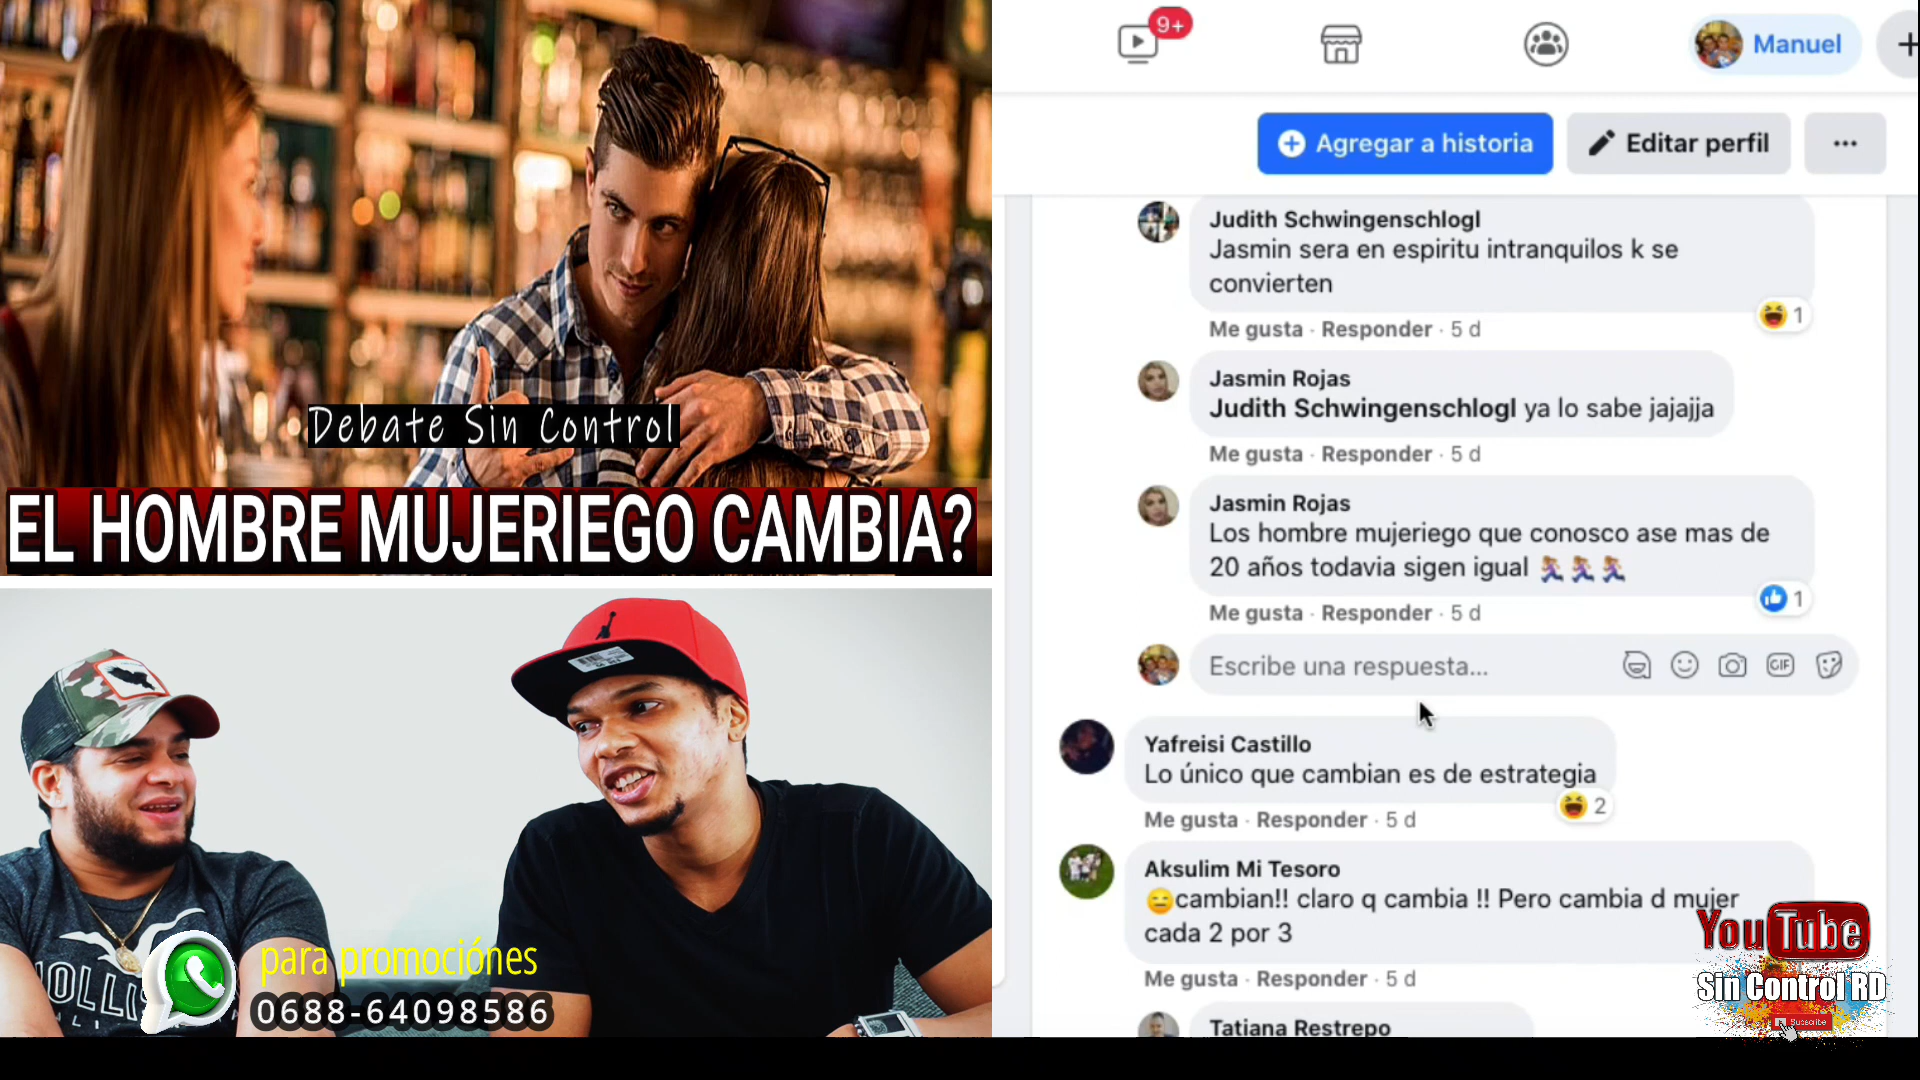 Debate Sin Control
EL HOMBRE MUJERIEGO CAMBIA?
para promociónes
0688-64098586
9+
Manuel
Agregar a historia
Editar perfil
Judith Schwingenschlogl
Jasmin sera en espiritu intranquilos k se
convierten
1
Me gusta · Responder · 5 d
Jasmin Rojas
Judith Schwingenschlogl ya lo sabe jajajja
Me gusta · Responder · 5 d
Jasmin Rojas
Los hombre mujeriego que conosco ase mas de
20 años todavia sigen igual 🏃🏼‍♀️🏃🏼‍♀️🏃🏼‍♀️
1
Me gusta · Responder · 5 d
Escribe una respuesta...
GIF
Yafreisi Castillo
Lo único que cambian es de estrategia
2
Me gusta · Responder · 5 d
Aksulim Mi Tesoro
😑cambian!! claro q cambia !! Pero cambia d mujer
cada 2 por 3
Me gusta · Responder · 5 d
Tatiana Restrepo
YouTube
Sin Control RD
Subscribe